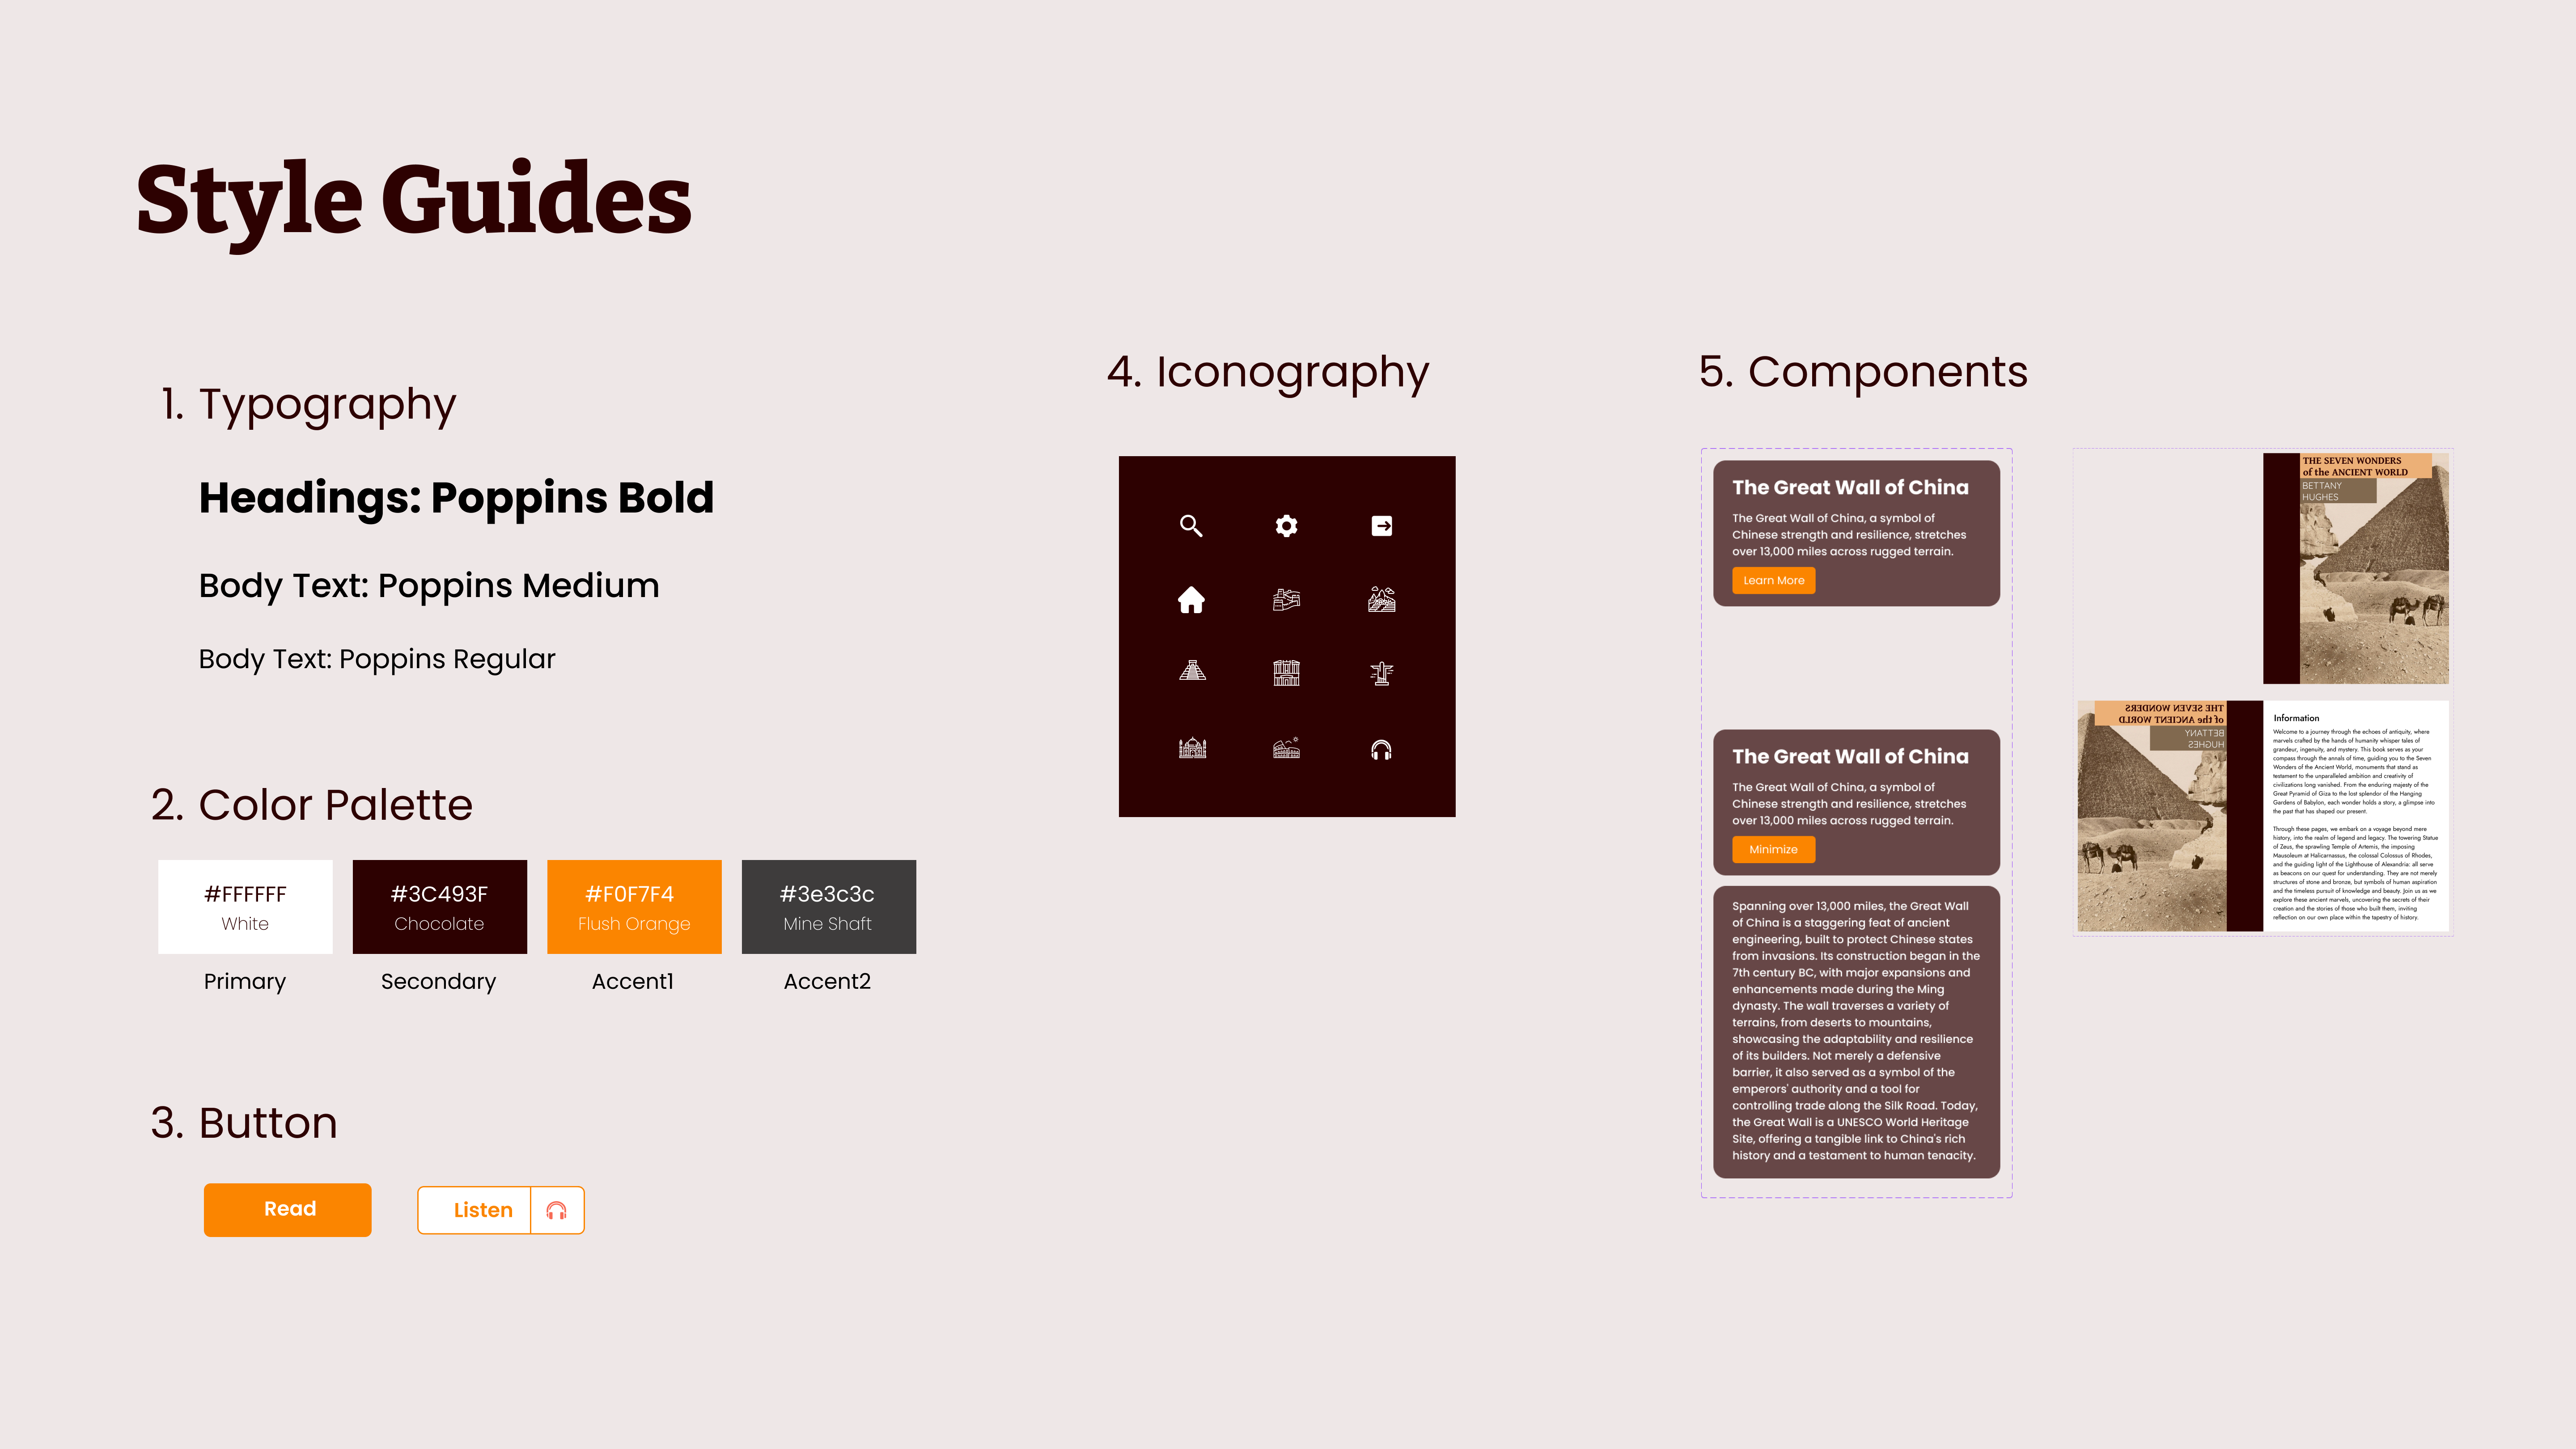 Style Guides
1. Typography
Headings: Poppins Bold
Body Text: Poppins Medium
Body Text: Poppins Regular
2. Color Palette
#FFFFFF
White
Primary
#3C493F
Chocolate
Secondary
#F0F7F4
Flush Orange
Accent1
#3e3c3c
Mine Shaft
Accent2
3. Button
Read
Listen
4. Iconography
5. Components
The Great Wall of China
The Great Wall of China, a symbol of
Chinese strength and resilience, stretches
over 13,000 miles across rugged terrain.
Learn More
The Great Wall of China
The Great Wall of China, a symbol of
Chinese strength and resilience, stretches
over 13,000 miles across rugged terrain.
Minimize
Spanning over 13,000 miles, the Great Wall
of China is a staggering feat of ancient
engineering, built to protect Chinese states
from invasions. Its construction began in the
7th century BC, with major expansions and
enhancements made during the Ming
dynasty. The wall traverses a variety of
terrains, from deserts to mountains,
showcasing the adaptability and resilience
of its builders. Not merely a defensive
barrier, it also served as a symbol of the
emperors' authority and a tool for
controlling trade along the Silk Road. Today,
the Great Wall is a UNESCO World Heritage
Site, offering a tangible link to China's rich
history and a testament to human tenacity.
THE SEVEN WONDERS
of the ANCIENT WORLD
BETTANY
HUGHES
THE SEVEN WONDERS
of the ANCIENT WORLD
BETTANY
HUGHES
Information
Welcome to a journey through the echoes of antiquity, where
marvels crafted by the hands of humanity whisper tales of
grandeur, ingenuity, and mystery. This book serves as your
compass through the annals of time, guiding you to the Seven
Wonders of the Ancient World, monuments that stand as
testament to the unparalleled ambition and creativity of
civilizations long vanished. From the enduring majesty of the
Great Pyramid of Giza to the lost splendor of the Hanging
Gardens of Babylon, each wonder holds a story, a glimpse into
the past that has shaped our present.
Through these pages, we embark on a voyage beyond mere
history, into the realm of legend and legacy. The towering Statue
of Zeus, the sprawling Temple of Artemis, the imposing
Mausoleum at Halicarnassus, the colossal Colossus of Rhodes,
and the guiding light of the Lighthouse of Alexandria: all serve
as beacons on our quest for understanding. They are not merely
structures of stone and bronze, but symbols of human aspiration
and the timeless pursuit of knowledge and beauty. Join us as we
explore these ancient marvels, uncovering the secrets of their
creation and the stories of those who built them, inviting
reflection on our own place within the tapestry of history.